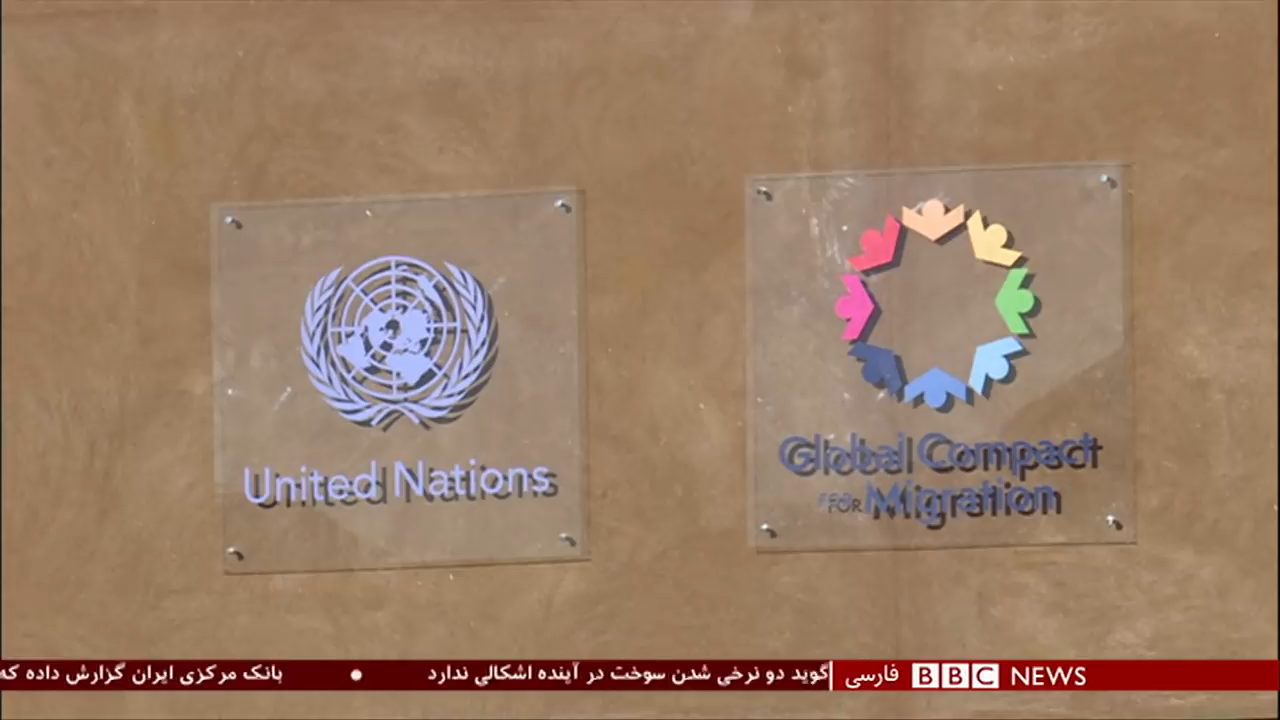 United Nations
Global Compact
FOR Migration
گوید دو نرخی شدن سوخت در آینده اشکالی ندارد
بانک مرکزی ایران گزارش داده که
فارسی BBC NEWS